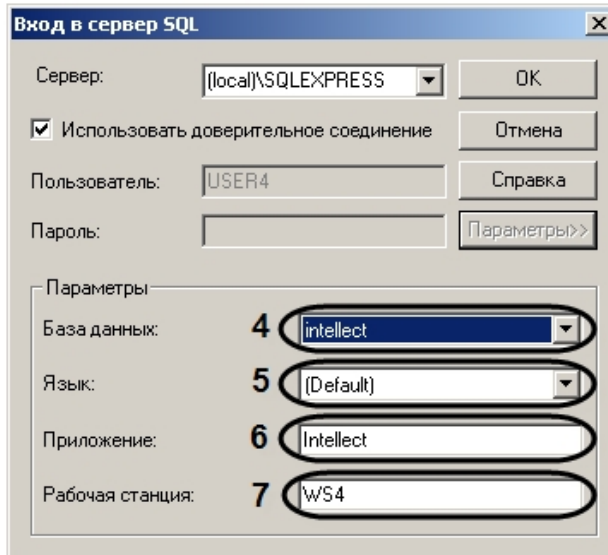 Вход в сервер SQL
Сервер: (local)\SQLEXPRESS OK
Использовать доверительное соединение Отмена
Пользователь: USER4 Справка
Пароль: Параметры>>
Параметры
База данных: 4 intellect
Язык: 5 (Default)
Приложение: 6 Intellect
Рабочая станция: 7 WS4